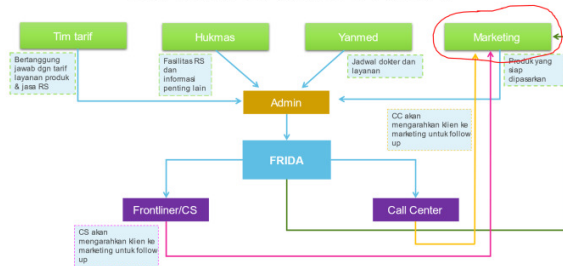 Tim tarif
Hukmas
Yanmed
Marketing
Bertanggung
jawab dgn tarif
layanan produk
& jasa RS
Fasilitas RS
dan
informasi
penting lain
Jadwal dokter dan
layanan
Produk yang
siap
dipasarkan
Admin
CC akan
mengarahkan klien ke
marketing untuk follow
up
FRIDA
Frontliner/CS
Call Center
CS akan
mengarahkan klien ke
marketing untuk follow
up